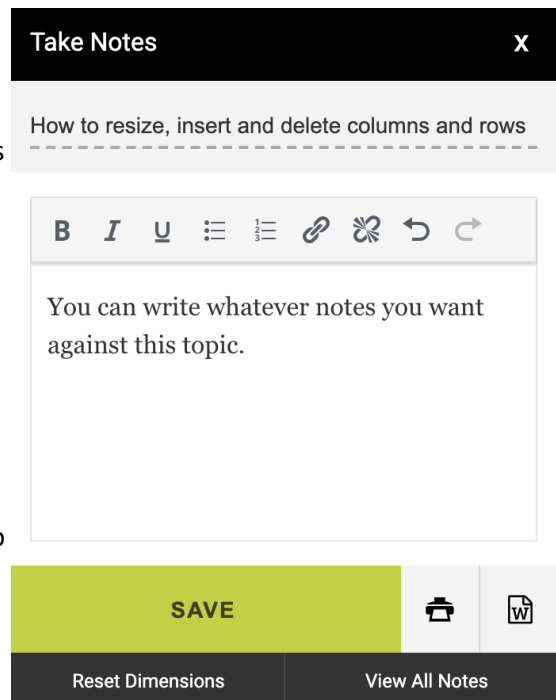 Take Notes X
How to resize, insert and delete columns and rows
B I U
You can write whatever notes you want
against this topic.
SAVE W
Reset Dimensions View All Notes